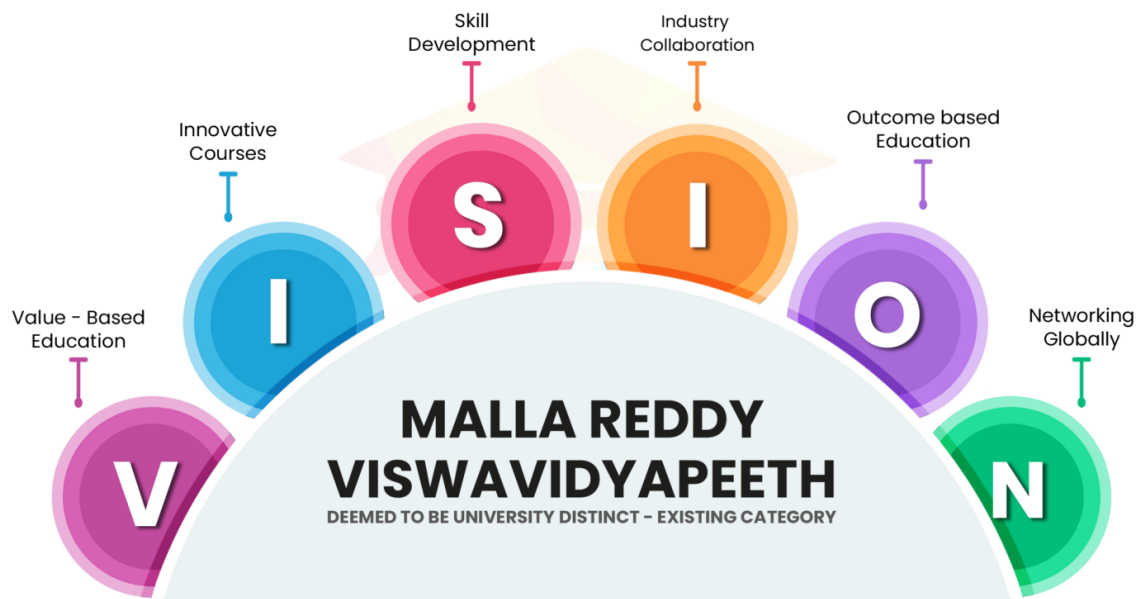 Skill
Development
Industry
Collaboration
Innovative
Courses
Outcome based
Education
Value - Based
Education
Networking
Globally
V
I
S
I
O
N
MALLA REDDY
VISWAVIDYAPEETH
DEEMED TO BE UNIVERSITY DISTINCT - EXISTING CATEGORY